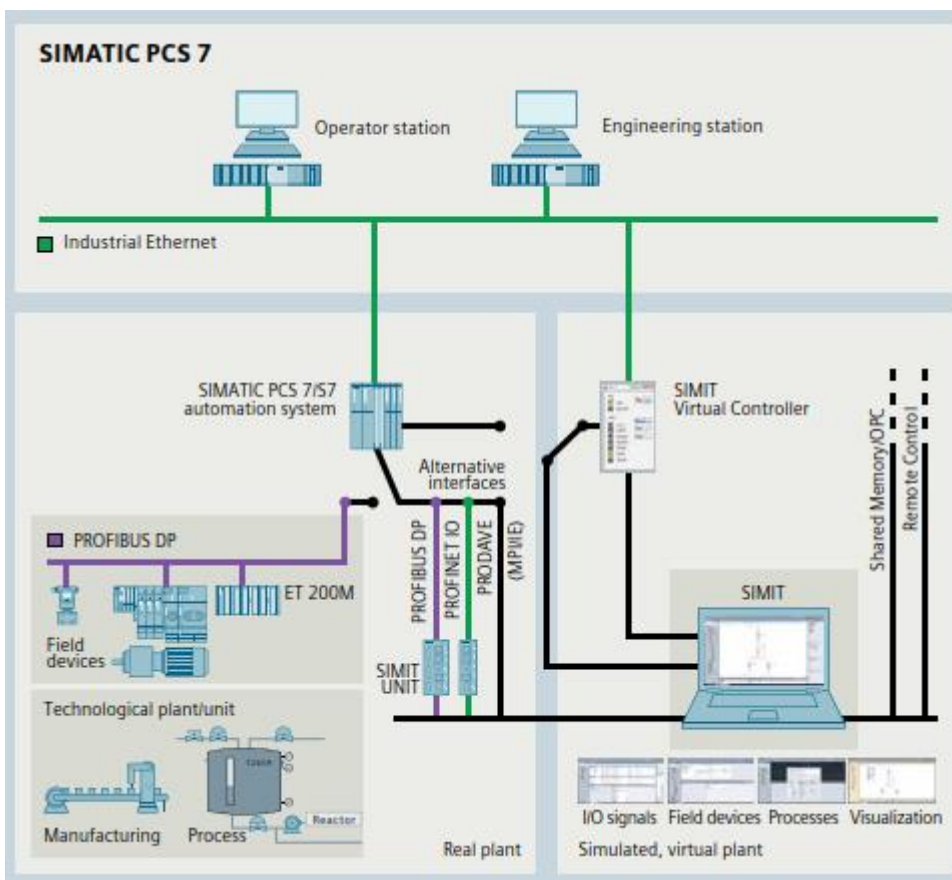 SIMATIC PCS 7
Operator station
Engineering station
Industrial Ethernet
SIMATIC PCS 7/S7
automation system
SIMIT
Virtual Controller
Shared Memory/OPC
Remote Control
Alternative
interfaces
PROFIBUS DP
PROFINET IO
PRODAVE
(MPI/IE)
PROFIBUS DP
ET 200M
Field
devices
SIMIT
UNIT
SIMIT
Technological plant/unit
Manufacturing
Process
Reactor
Real plant
I/O signals
Field devices
Processes
Visualization
Simulated, virtual plant